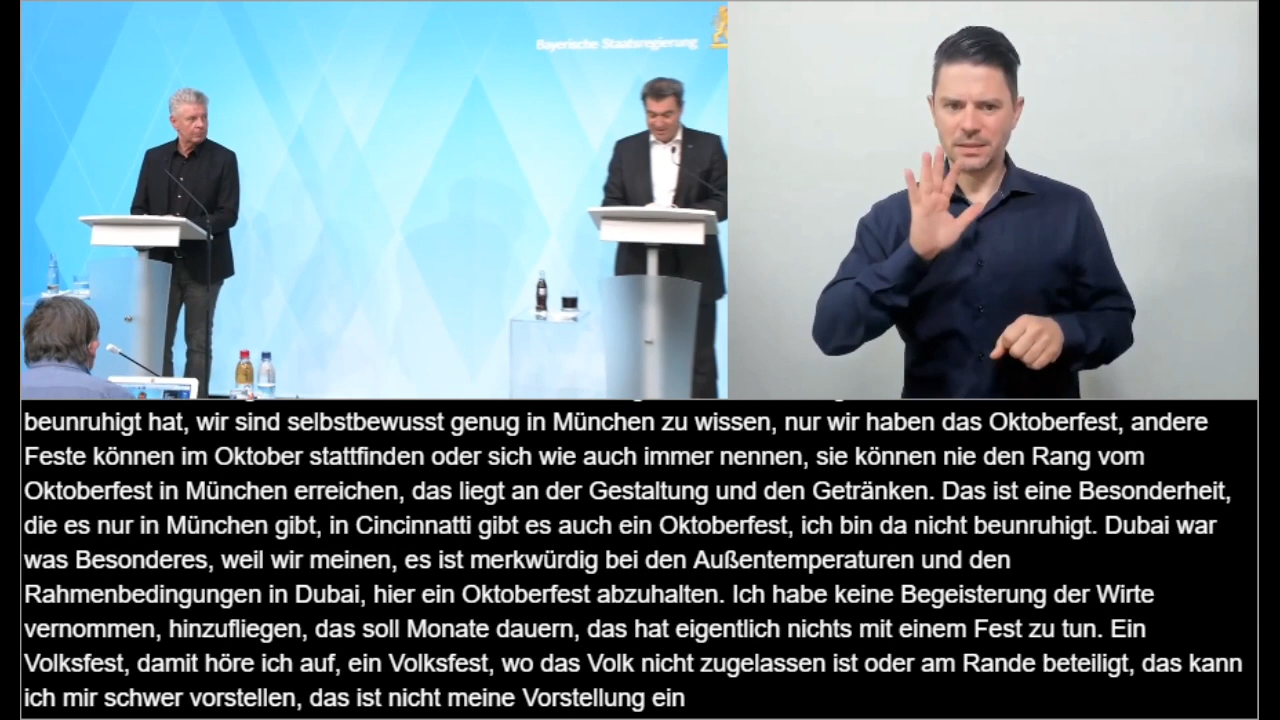 Bayerische Staatsregierung
beunruhigt hat, wir sind selbstbewusst genug in München zu wissen, nur wir haben das Oktoberfest, andere
Feste können im Oktober stattfinden oder sich wie auch immer nennen, sie können nie den Rang vom
Oktoberfest in München erreichen, das liegt an der Gestaltung und den Getränken. Das ist eine Besonderheit,
die es nur in München gibt, in Cincinnatti gibt es auch ein Oktoberfest, ich bin da nicht beunruhigt. Dubai war
was Besonderes, weil wir meinen, es ist merkwürdig bei den Außentemperaturen und den
Rahmenbedingungen in Dubai, hier ein Oktoberfest abzuhalten. Ich habe keine Begeisterung der Wirte
vernommen, hinzufliegen, das soll Monate dauern, das hat eigentlich nichts mit einem Fest zu tun. Ein
Volksfest, damit höre ich auf, ein Volksfest, wo das Volk nicht zugelassen ist oder am Rande beteiligt, das kann
ich mir schwer vorstellen, das ist nicht meine Vorstellung ein